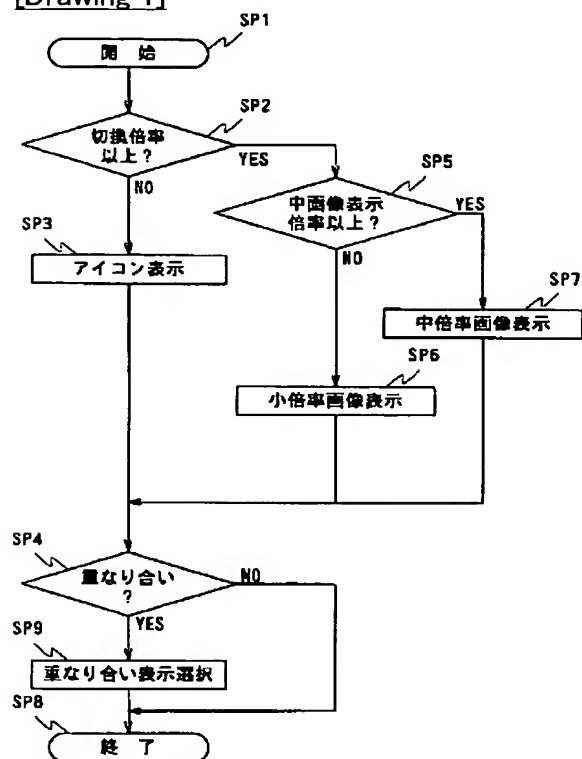 [Drawing 1]
SP1
開 始
SP2
切換倍率
以上？
YES
NO
SP5
中画像表示
倍率以上？
YES
NO
SP3
アイコン表示
SP7
中倍率画像表示
SP6
小倍率画像表示
SP4
重なり合い
？
NO
YES
SP9
重なり合い表示選択
SP8
終 了